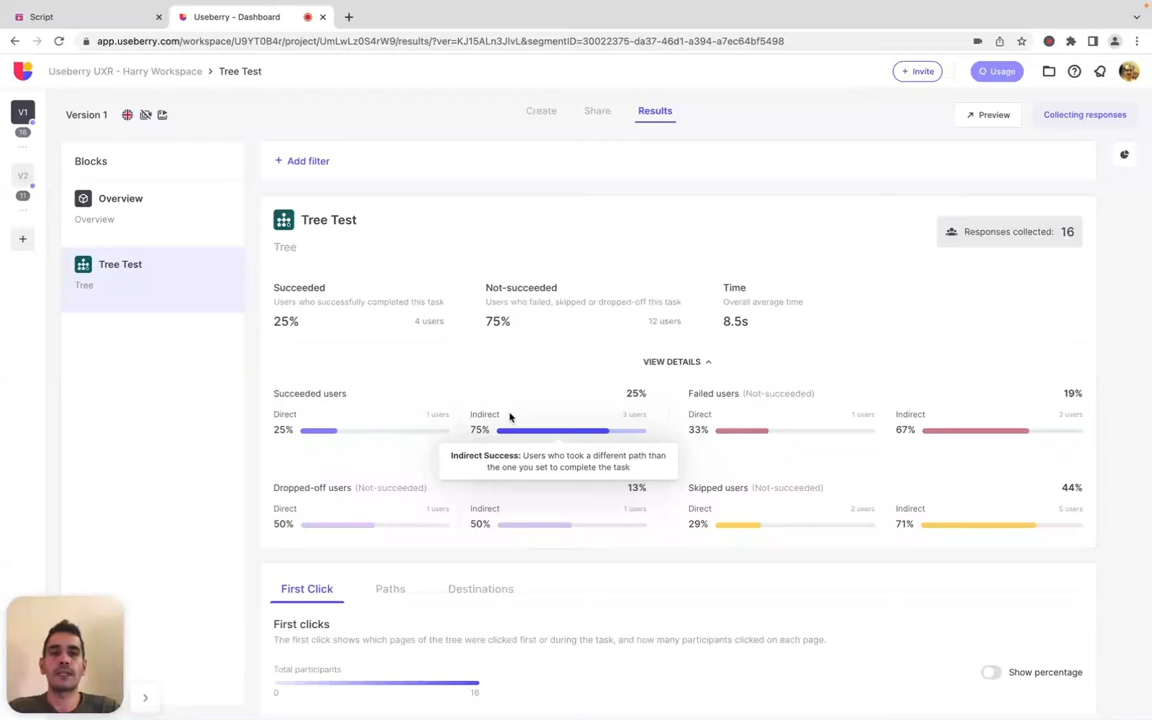 Script
Useberry - Dashboard
app.useberry.com/workspace/U9YT0B4r/project/UmLwLz0S4rW9/results/?ver=KJ15ALn3JIvL&segmentID=30022375-da37-46d1-a394-a7ec64bf5498
Useberry UXR - Harry Workspace > Tree Test
+ Invite
Usage
V1
16
V2
11
+
Version 1
Create
Share
Results
Preview
Collecting responses
Blocks
Overview
Overview
Tree Test
Tree
+ Add filter
Tree Test
Tree
Responses collected: 16
Succeeded
Users who successfully completed this task
25%
4 users
Not-succeeded
Users who failed, skipped or dropped-off this task
75%
12 users
Time
Overall average time
8.5s
VIEW DETAILS
Succeeded users 25%
Direct 1 users
25%
Indirect 3 users
75%
Failed users (Not-succeeded) 19%
Direct 1 users
33%
Indirect 2 users
67%
Indirect Success: Users who took a different path than
the one you set to complete the task
Dropped-off users (Not-succeeded) 13%
Direct 1 users
50%
Indirect 1 users
50%
Skipped users (Not-succeeded) 44%
Direct 2 users
29%
Indirect 5 users
71%
First Click
Paths
Destinations
First clicks
The first click shows which pages of the tree were clicked first or during the task, and how many participants clicked on each page.
Total participants
0 16
Show percentage